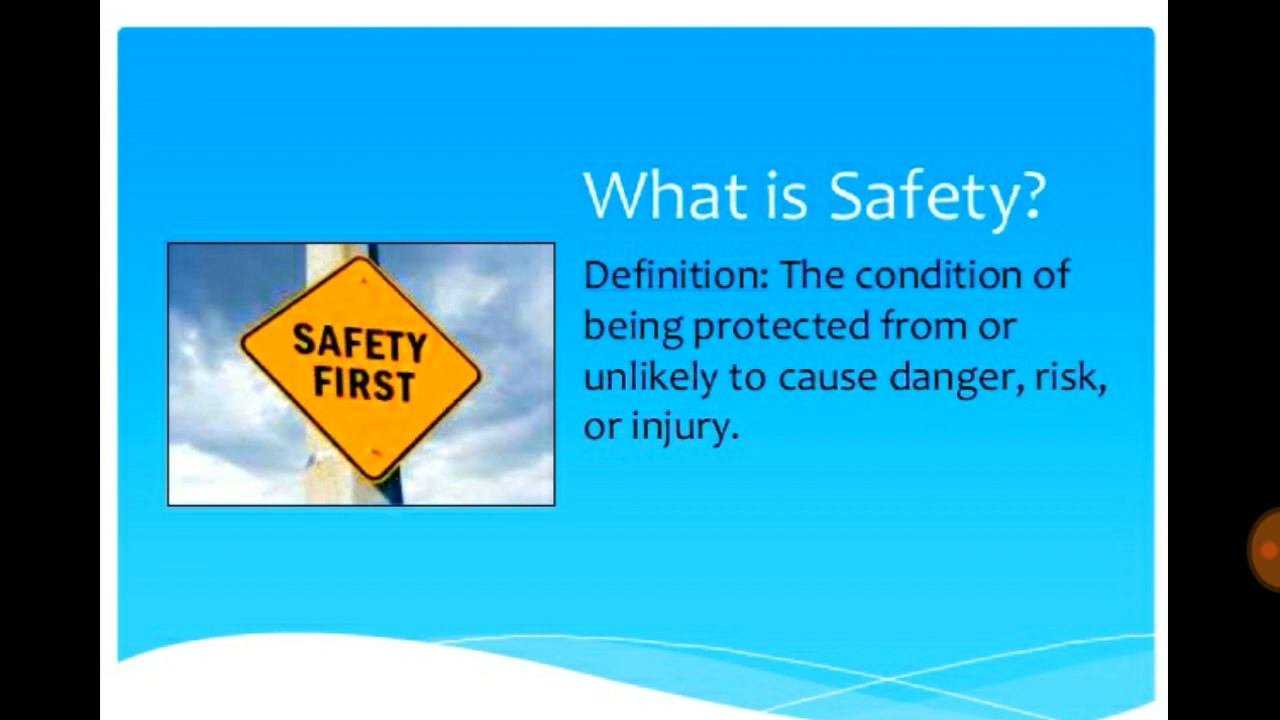 What is Safety?
SAFETY
FIRST
Definition: The condition of
being protected from or
unlikely to cause danger, risk,
or injury.